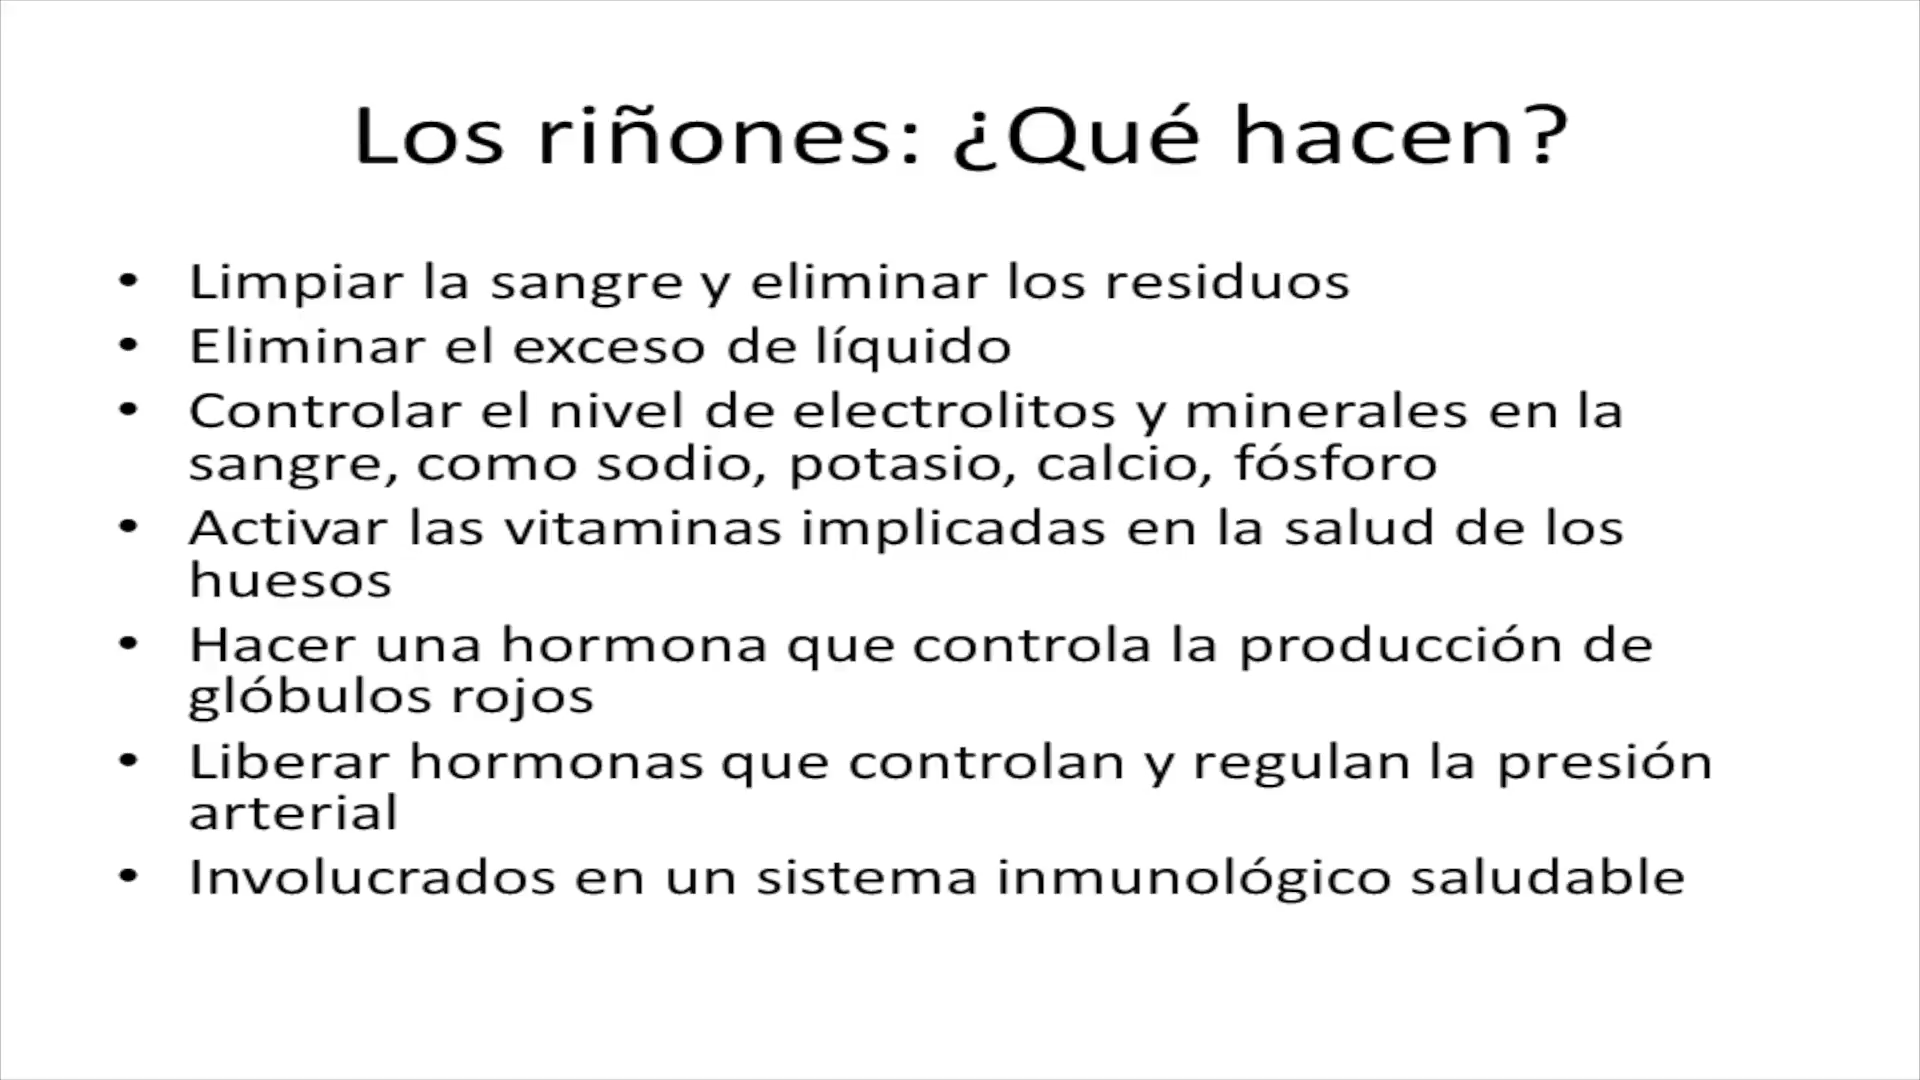 Los riñones: ¿Qué hacen?
• Limpiar la sangre y eliminar los residuos
• Eliminar el exceso de líquido
• Controlar el nivel de electrolitos y minerales en la
sangre, como sodio, potasio, calcio, fósforo
• Activar las vitaminas implicadas en la salud de los
huesos
• Hacer una hormona que controla la producción de
glóbulos rojos
• Liberar hormonas que controlan y regulan la presión
arterial
• Involucrados en un sistema inmunológico saludable